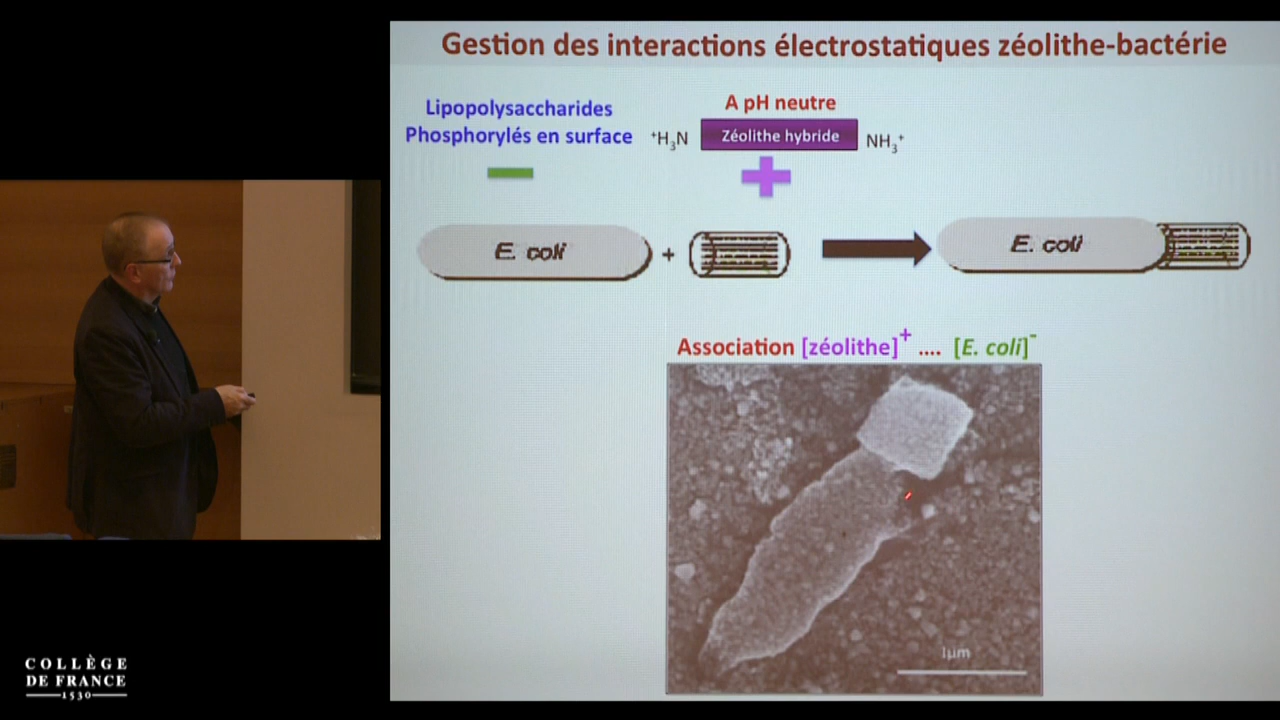 Gestion des interactions électrostatiques zéolithe-bactérie
Lipopolysaccharides
Phosphorylés en surface
A pH neutre
⁺H₃N Zéolithe hybride NH₃⁺
E. coli + E. coli
Association [zéolithe]⁺ .... [E. coli]⁻
1µm
COLLÈGE
DE FRANCE
1530